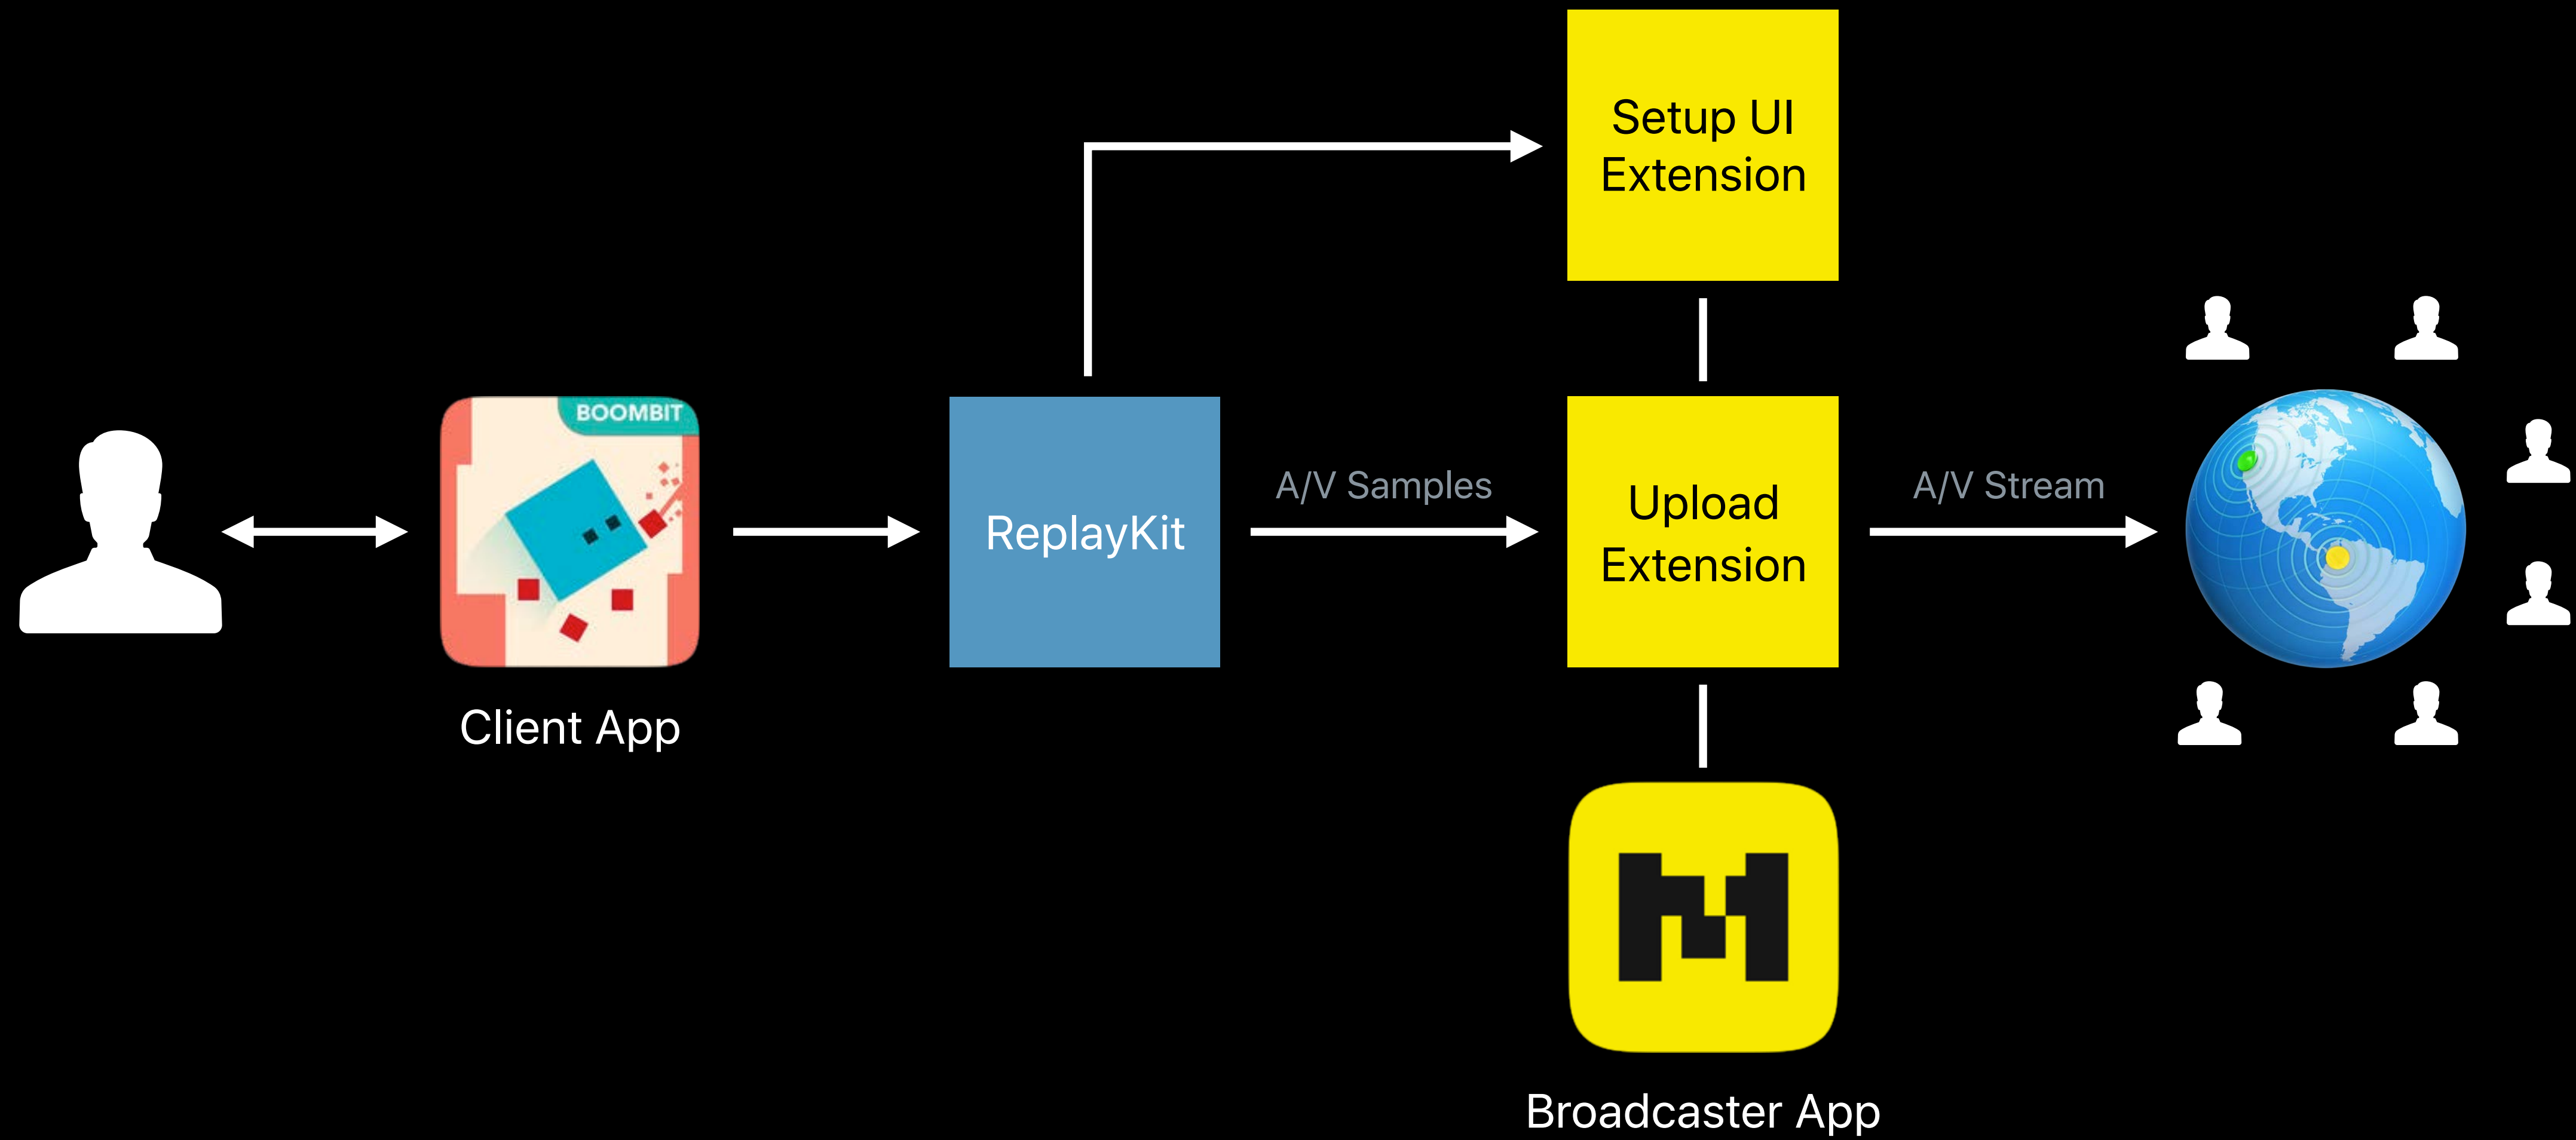 Setup UI
Extension
BOOMBIT
ReplayKit
A/V Samples
Upload
Extension
A/V Stream
Client App
M
Broadcaster App